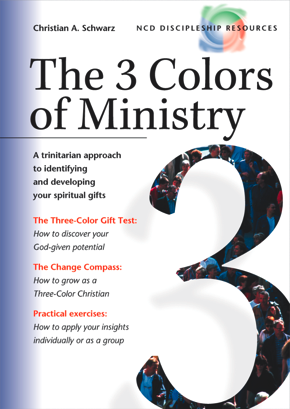 Christian A. Schwarz
NCD DISCIPLESHIP RESOURCES
The 3 Colors
of Ministry
A trinitarian approach
to identifying
and developing
your spiritual gifts
The Three-Color Gift Test:
How to discover your
God-given potential
The Change Compass:
How to grow as a
Three-Color Christian
Practical exercises:
How to apply your insights
individually or as a group
3